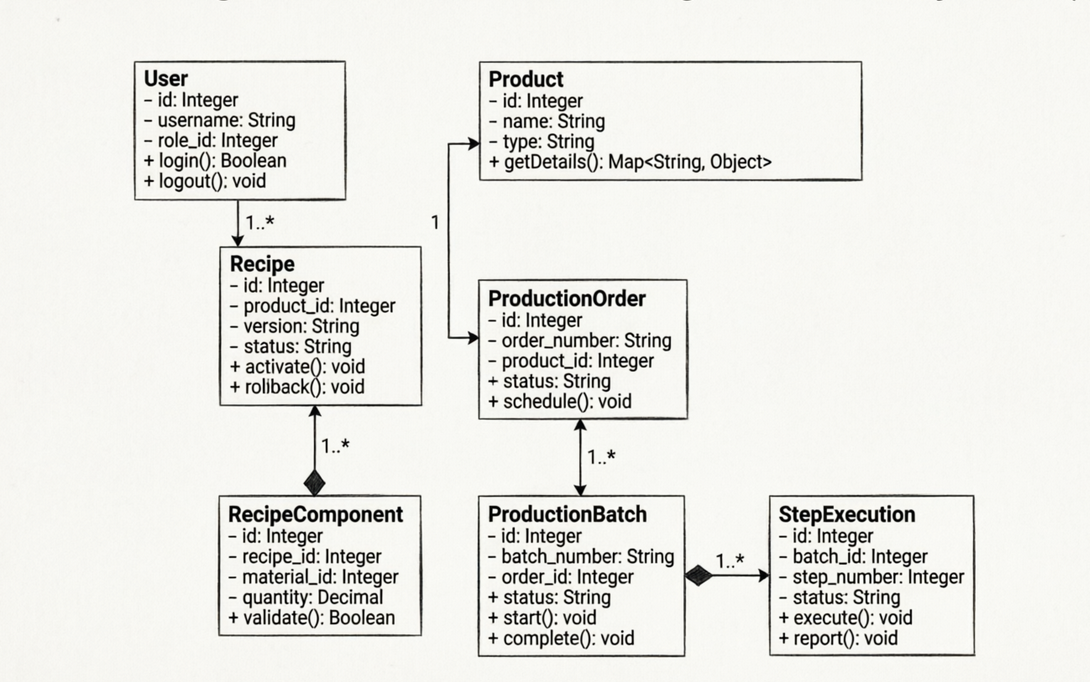 User
– id: Integer
– username: String
– role_id: Integer
+ login(): Boolean
+ logout(): void
1..*
Recipe
– id: Integer
– product_id: Integer
– version: String
– status: String
+ activate(): void
+ rollback(): void
1..*
RecipeComponent
– id: Integer
– recipe_id: Integer
– material_id: Integer
– quantity: Decimal
+ validate(): Boolean
Product
– id: Integer
– name: String
– type: String
+ getDetails(): Map<String, Object>
1
ProductionOrder
– id: Integer
– order_number: String
– product_id: Integer
+ status: String
+ schedule(): void
1..*
ProductionBatch
– id: Integer
– batch_number: String
– order_id: Integer
+ status: String
+ start(): void
+ complete(): void
1..*
StepExecution
– id: Integer
– batch_id: Integer
– step_number: Integer
– status: String
+ execute(): void
+ report(): void